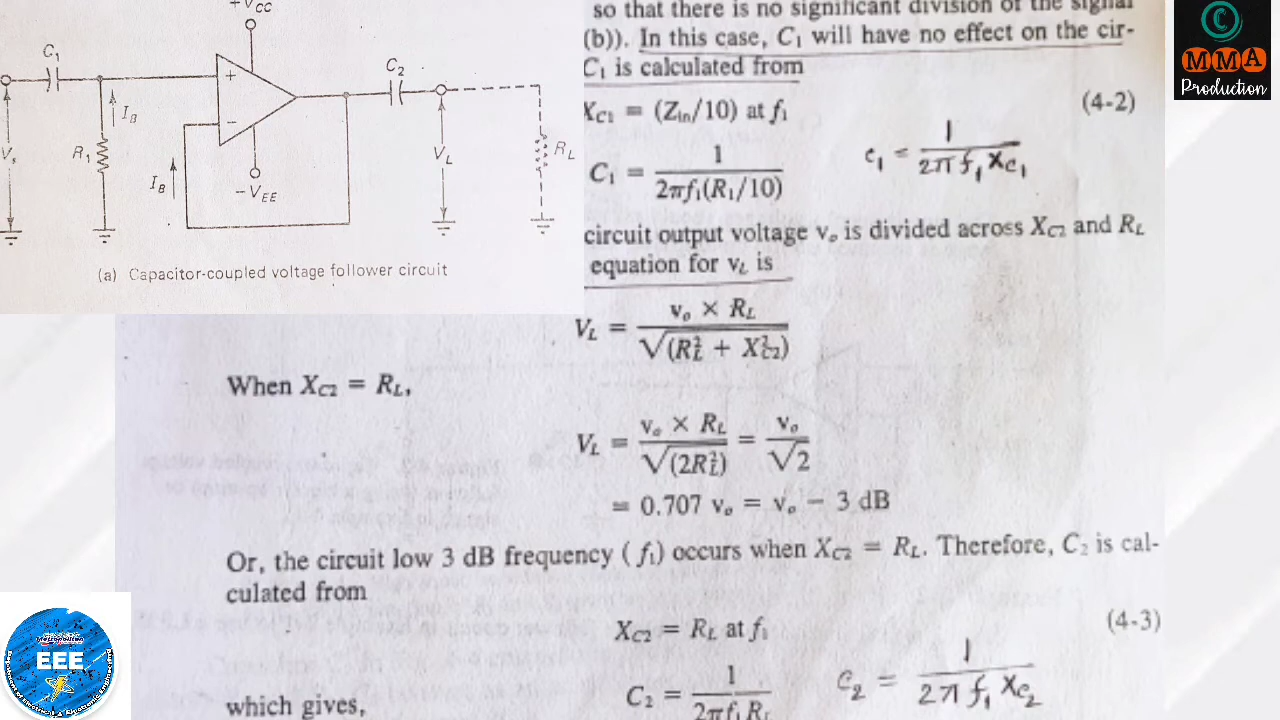 +VCC
C1
IB
R1
Vs
IB
+
−
−VEE
C2
VL
RL
(a) Capacitor-coupled voltage follower circuit
so that there is no significant division of the signal
(b)). In this case, C1 will have no effect on the cir-
C1 is calculated from
XC1 = (Zin/10) at f1 (4-2)
C1 = 1 / 2πf1(R1/10)
c1 = 1 / 2π f1 XC1
circuit output voltage vo is divided across XC2 and RL
equation for vL is
VL = vo × RL / √(RL² + XC2²)
When XC2 = RL,
VL = vo × RL / √(2RL²) = vo / √2
= 0.707 vo = vo − 3 dB
Or, the circuit low 3 dB frequency (f1) occurs when XC2 = RL. Therefore, C2 is cal-
culated from
XC2 = RL at f1 (4-3)
which gives, C2 = 1 / 2πf1RL
C2 = 1 / 2π f1 XC2
C
MMA
Production
EEE